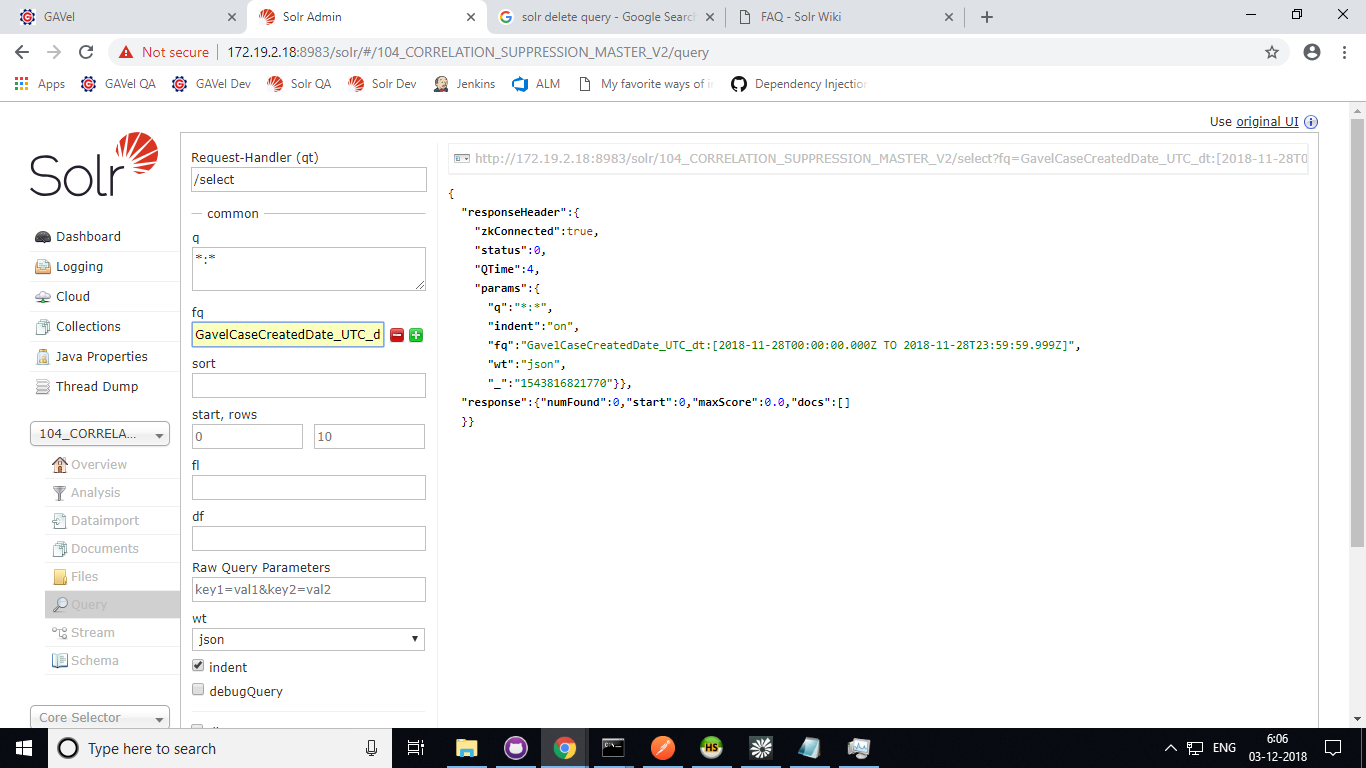 GAVel
Solr Admin
solr delete query - Google Searc
FAQ - Solr Wiki
Not secure
172.19.2.18:8983/solr/#/104_CORRELATION_SUPPRESSION_MASTER_V2/query
Apps
GAVel QA
GAVel Dev
Solr QA
Solr Dev
Jenkins
ALM
My favorite ways of i
Dependency Injection
Use original UI
Solr
Dashboard
Logging
Cloud
Collections
Java Properties
Thread Dump
104_CORRELA...
Overview
Analysis
Dataimport
Documents
Files
Query
Stream
Schema
Core Selector
Request-Handler (qt)
/select
common
q
*:*
fq
GavelCaseCreatedDate_UTC_d
sort
start, rows
0
10
fl
df
Raw Query Parameters
key1=val1&key2=val2
wt
json
indent
debugQuery
http://172.19.2.18:8983/solr/104_CORRELATION_SUPPRESSION_MASTER_V2/select?fq=GavelCaseCreatedDate_UTC_dt:[2018-11-28T0
{
"responseHeader":{
"zkConnected":true,
"status":0,
"QTime":4,
"params":{
"q":"*:*",
"indent":"on",
"fq":"GavelCaseCreatedDate_UTC_dt:[2018-11-28T00:00:00.000Z TO 2018-11-28T23:59:59.999Z]",
"wt":"json",
"_":"1543816821770"}},
"response":{"numFound":0,"start":0,"maxScore":0.0,"docs":[]
}}
Type here to search
HS
ENG
6:06
03-12-2018